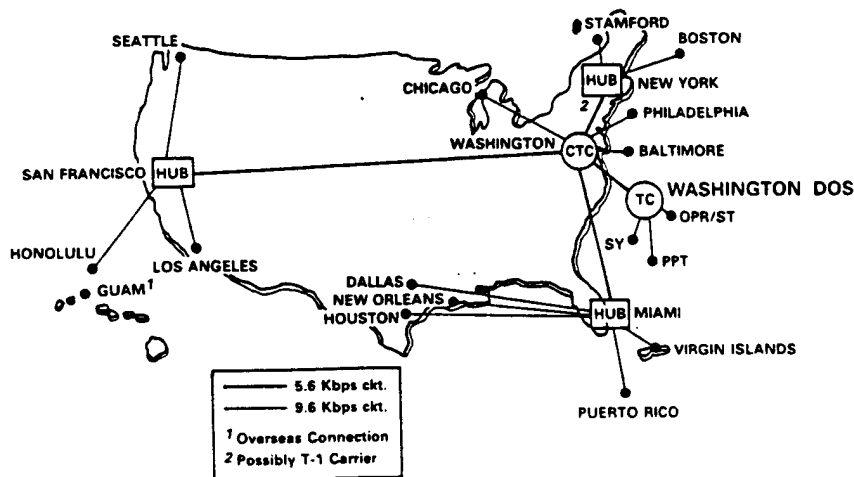 STAMFORD
SEATTLE
BOSTON
HUB
NEW YORK
CHICAGO
2
PHILADELPHIA
WASHINGTON
CTC
BALTIMORE
SAN FRANCISCO
HUB
WASHINGTON DOS
TC
OPR/ST
SY
PPT
HONOLULU
LOS ANGELES
GUAM 1
DALLAS
NEW ORLEANS
HOUSTON
HUB
MIAMI
VIRGIN ISLANDS
PUERTO RICO
5.6 Kbps ckt.
9.6 Kbps ckt.
1 Overseas Connection
2 Possibly T-1 Carrier